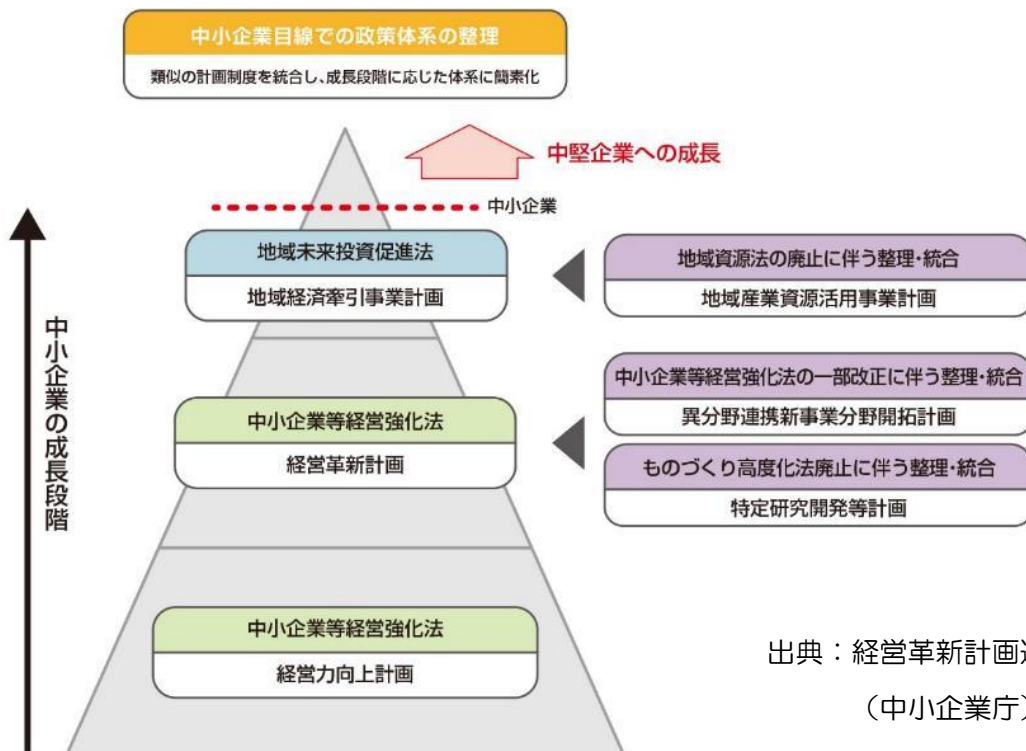 中小企業目線での政策体系の整理
類似の計画制度を統合し、成長段階に応じた体系に簡素化
中堅企業への成長
中小企業
地域未来投資促進法
地域経済牽引事業計画
地域資源法の廃止に伴う整理・統合
地域産業資源活用事業計画
中小企業の成長段階
中小企業等経営強化法の一部改正に伴う整理・統合
異分野連携新事業分野開拓計画
中小企業等経営強化法
経営革新計画
ものづくり高度化法廃止に伴う整理・統合
特定研究開発等計画
中小企業等経営強化法
経営力向上計画
出典：経営革新計画
（中小企業庁）